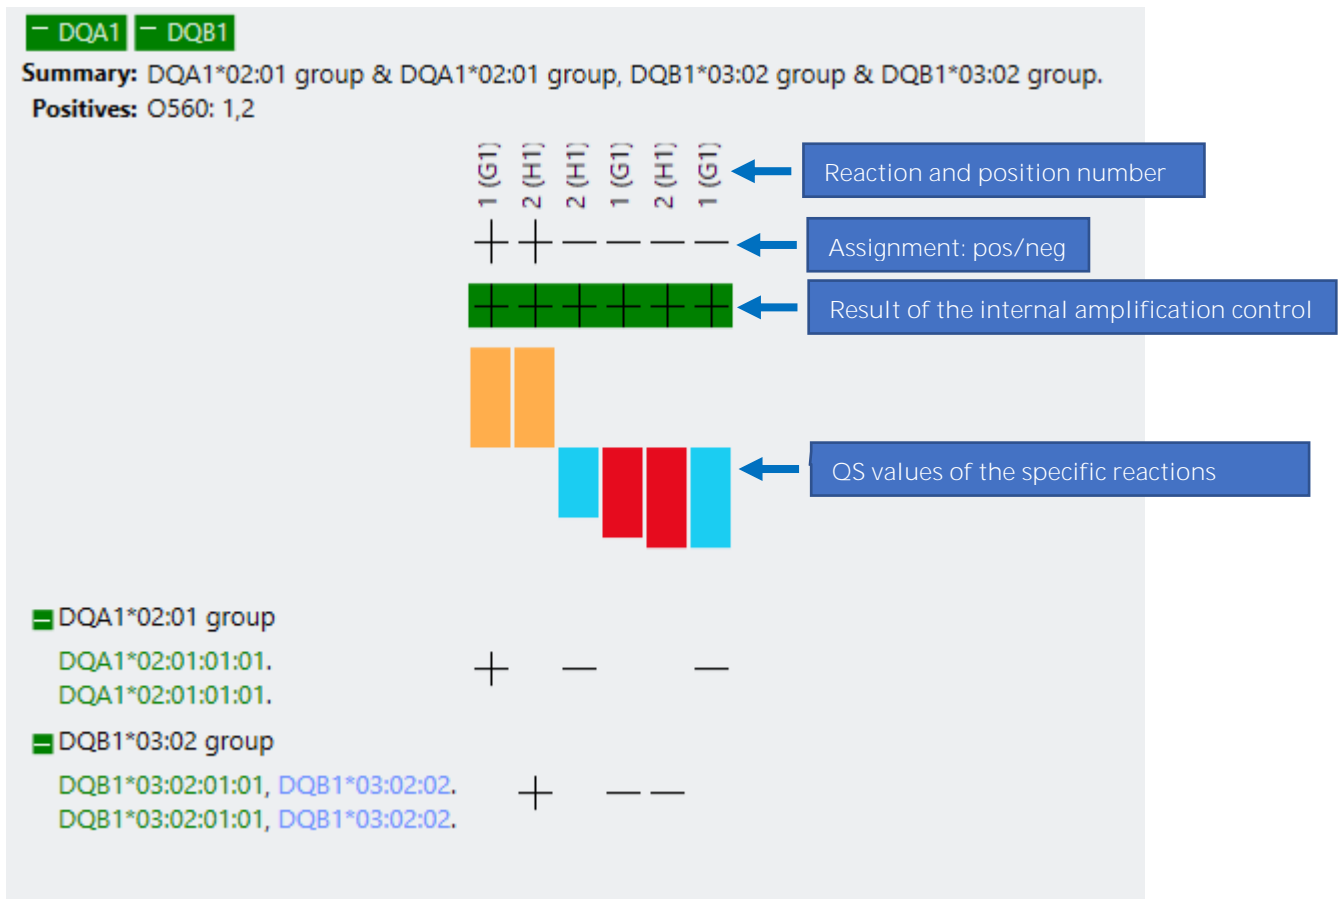 − DQA1 − DQB1
Summary: DQA1*02:01 group & DQA1*02:01 group, DQB1*03:02 group & DQB1*03:02 group.
Positives: O560: 1,2
1 (G1) 2 (H1) 2 (H1) 1 (G1) 2 (H1) 1 (G1)
Reaction and position number
+ + − − − −
Assignment: pos/neg
+ + + + + +
Result of the internal amplification control
QS values of the specific reactions
− DQA1*02:01 group
DQA1*02:01:01:01. + − −
DQA1*02:01:01:01.
− DQB1*03:02 group
DQB1*03:02:01:01, DQB1*03:02:02. + − −
DQB1*03:02:01:01, DQB1*03:02:02.